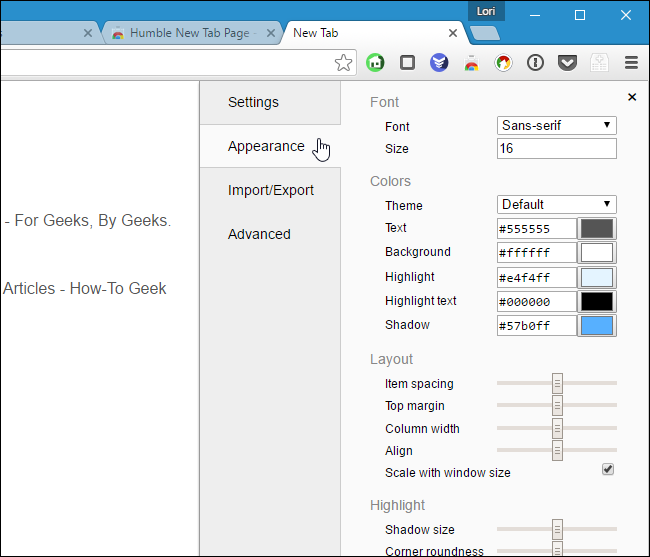 Lori
s
Humble New Tab Page -
New Tab
Settings
Appearance
Import/Export
Advanced
- For Geeks, By Geeks.
Articles - How-To Geek
Font
Font Sans-serif
Size 16
Colors
Theme Default
Text #555555
Background #ffffff
Highlight #e4f4ff
Highlight text #000000
Shadow #57b0ff
Layout
Item spacing
Top margin
Column width
Align
Scale with window size
Highlight
Shadow size
Corner roundness